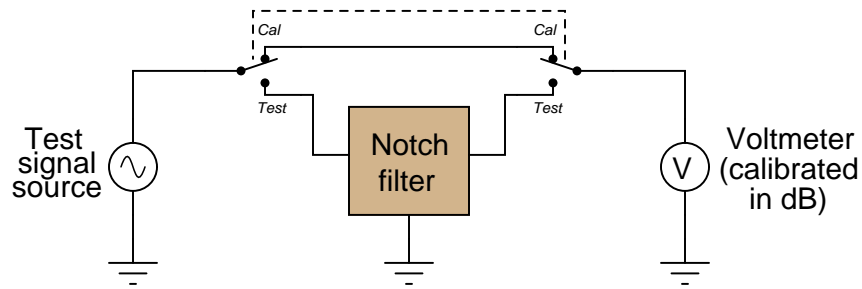 Cal
Cal
Test
Test
Test
signal
source
Notch
filter
V
Voltmeter
(calibrated
in dB)